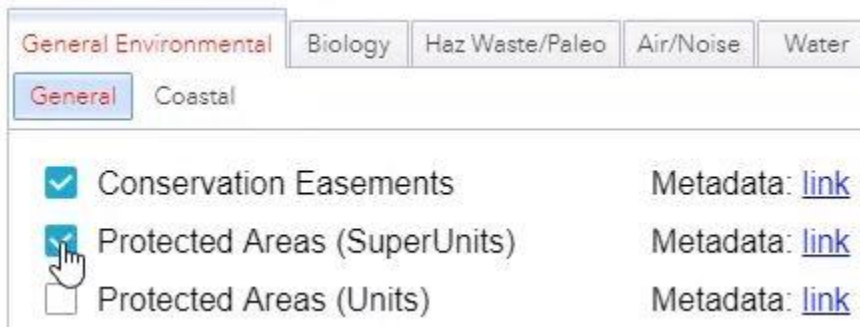 General Environmental Biology Haz Waste/Paleo Air/Noise Water
General Coastal
Conservation Easements Metadata: link
Protected Areas (SuperUnits) Metadata: link
Protected Areas (Units) Metadata: link